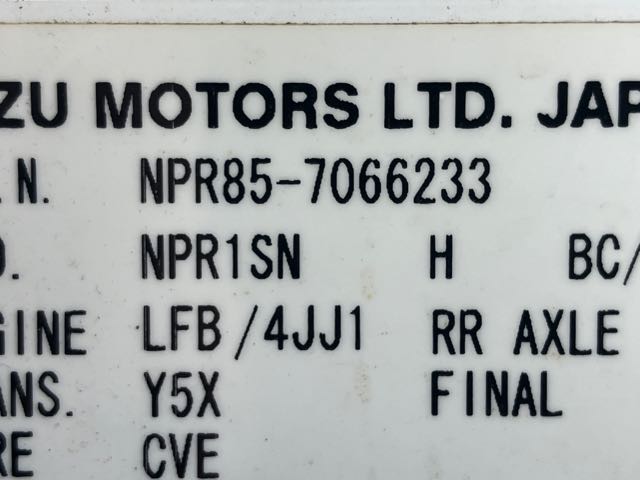 ZU MOTORS LTD. JAP
.N. NPR85-7066233
D. NPR1SN H BC/
GINE LFB/4JJ1 RR AXLE
ANS. Y5X FINAL
RE CVE